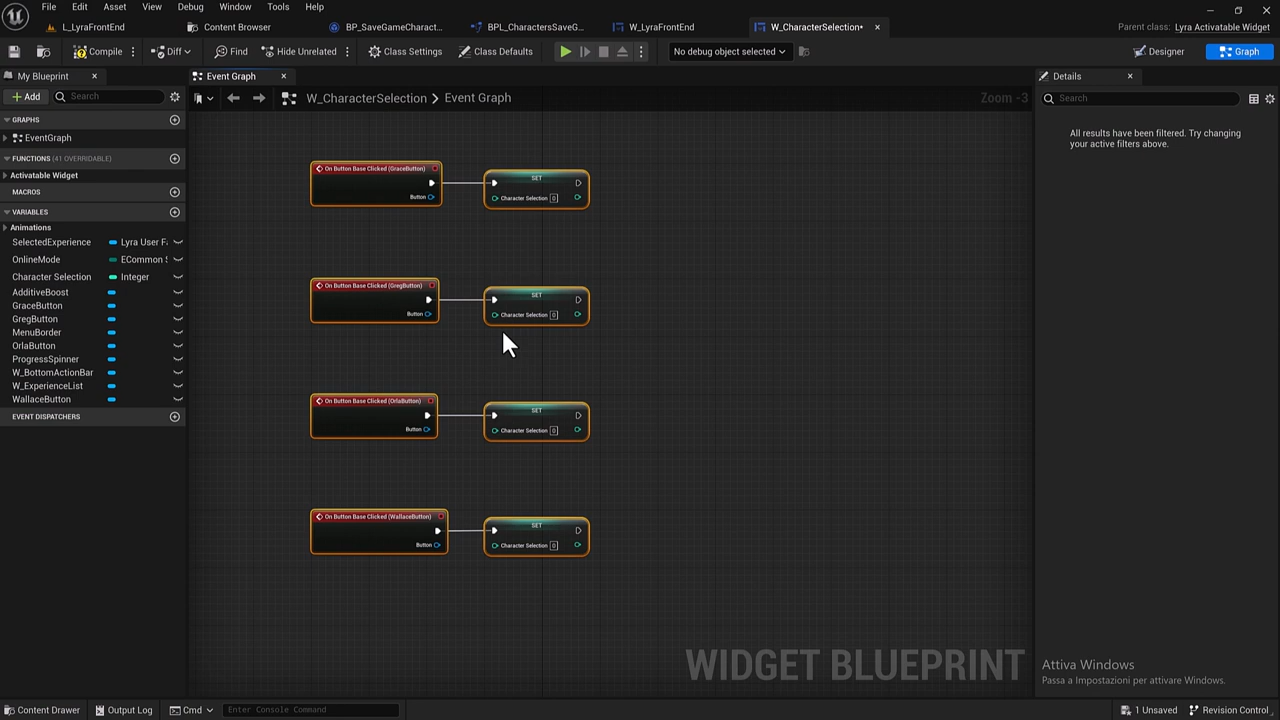 File Edit Asset View Debug Window Tools Help
L_LyraFrontEnd Content Browser BP_SaveGameCharact... BPL_CharactersSaveG... W_LyraFrontEnd W_CharacterSelection• Parent class: Lyra Activatable Widget
Compile Diff Find Hide Unrelated Class Settings Class Defaults No debug object selected Designer Graph
My Blueprint
Event Graph
Details
Add Search
W_CharacterSelection > Event Graph
Zoom -3
Search
GRAPHS
EventGraph
FUNCTIONS (41 OVERRIDABLE)
Activatable Widget
MACROS
VARIABLES
Animations
SelectedExperience Lyra User F
OnlineMode ECommon S
Character Selection Integer
AdditiveBoost
GraceButton
GregButton
MenuBorder
OrlaButton
ProgressSpinner
W_BottomActionBar
W_ExperienceList
WallaceButton
EVENT DISPATCHERS
On Button Base Clicked (GraceButton)
Button
SET
Character Selection 0
On Button Base Clicked (GregButton)
Button
SET
Character Selection 0
On Button Base Clicked (OrlaButton)
Button
SET
Character Selection 0
On Button Base Clicked (WallaceButton)
Button
SET
Character Selection 0
All results have been filtered. Try changing
your active filters above.
WIDGET BLUEPRINT
Attiva Windows
Passa a Impostazioni per attivare Windows.
Content Drawer Output Log Cmd Enter Console Command 1 Unsaved Revision Control